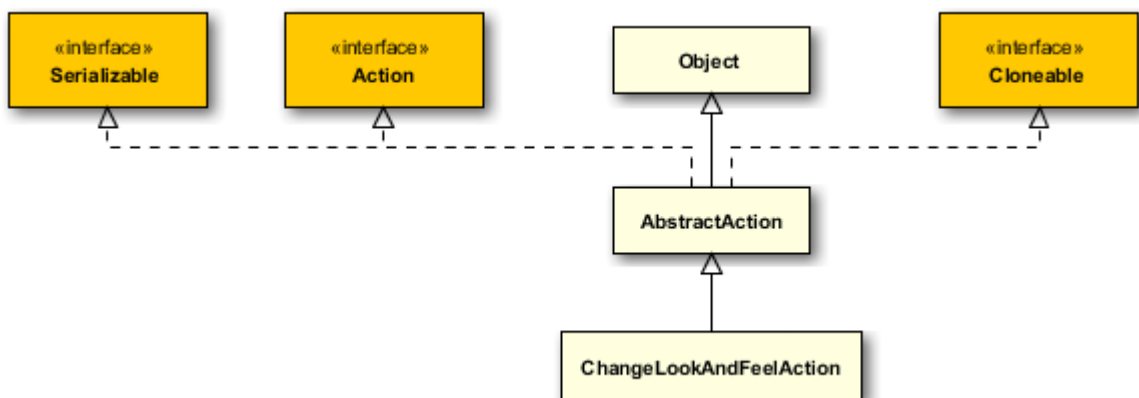 «interface»
Serializable
«interface»
Action
Object
«interface»
Cloneable
AbstractAction
ChangeLookAndFeelAction